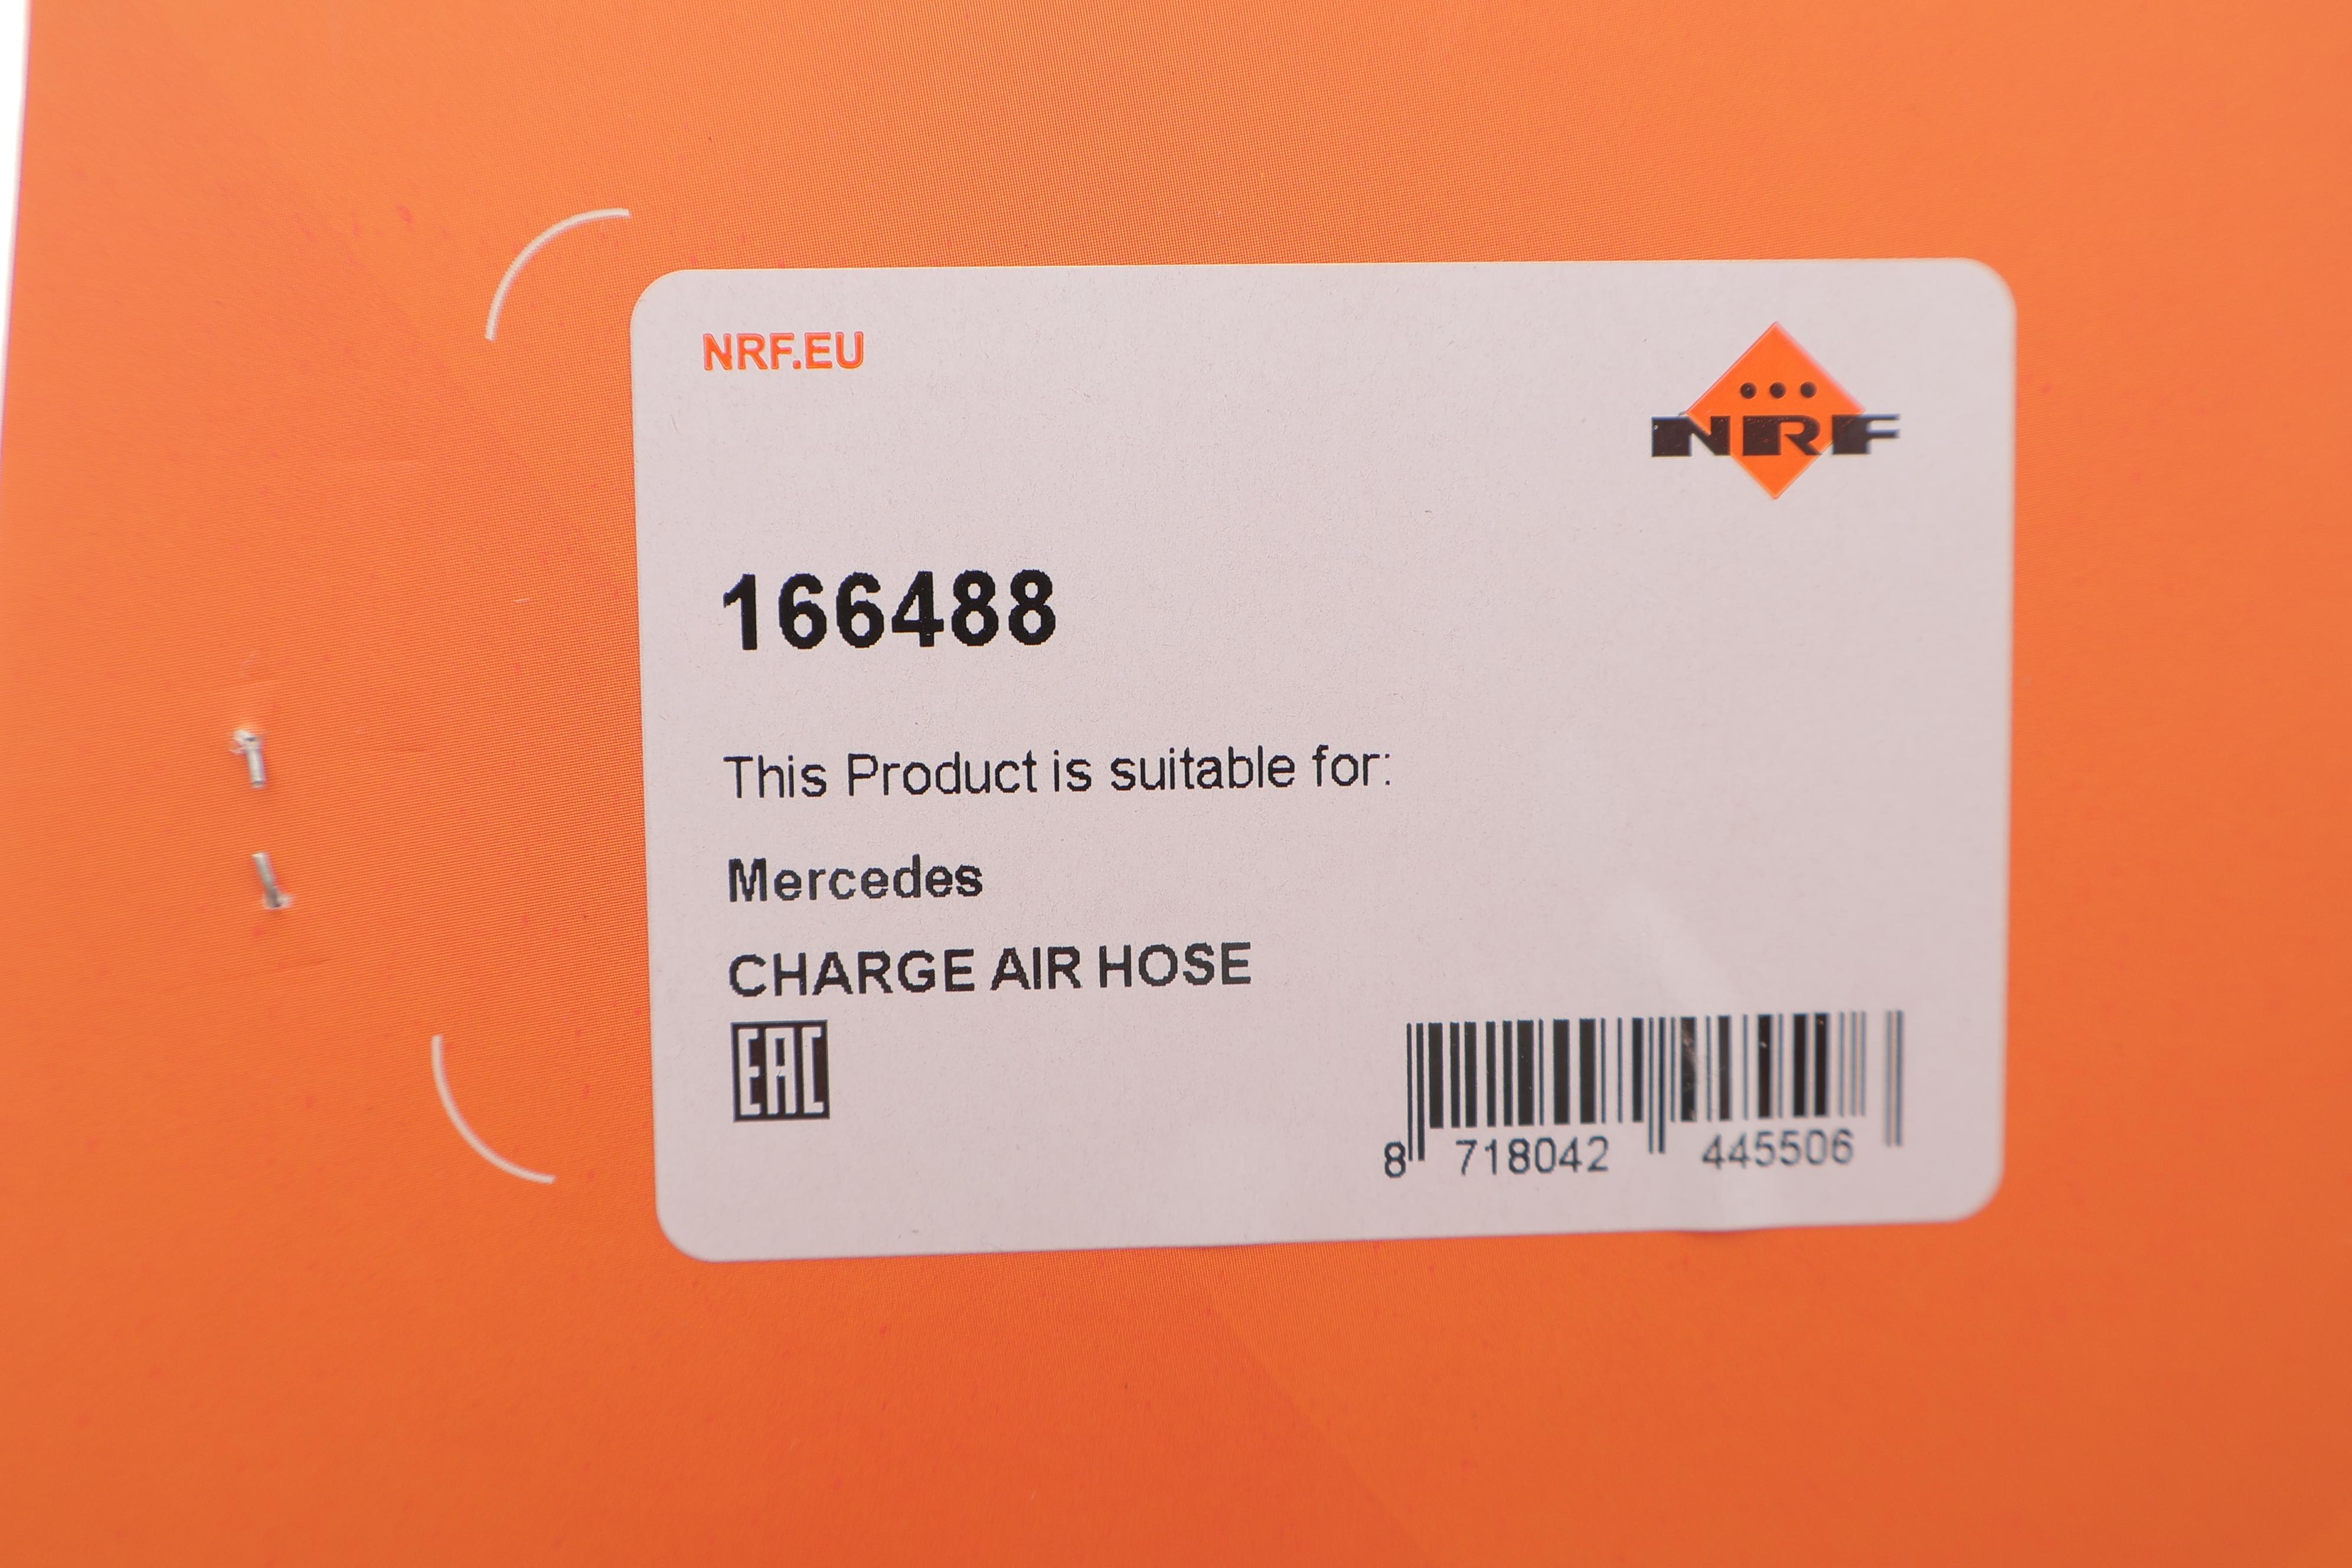 NRF.EU
NRF
166488
This Product is suitable for:
Mercedes
CHARGE AIR HOSE
EAC
8 718042 445506